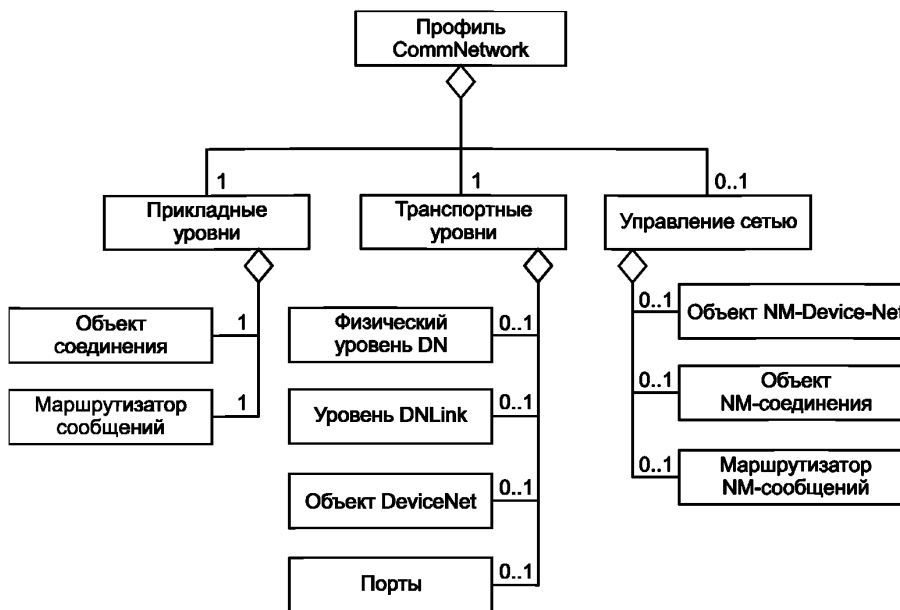 Профиль
CommNetwork
1
1
0..1
Прикладные
уровни
Транспортные
уровни
Управление сетью
Объект
соединения
1
Маршрутизатор
сообщений
1
Физический
уровень DN
0..1
Уровень DNLink
0..1
Объект DeviceNet
0..1
Порты
0..1
0..1
Объект NM-Device-Net
0..1
Объект
NM-соединения
0..1
Маршрутизатор
NM-сообщений